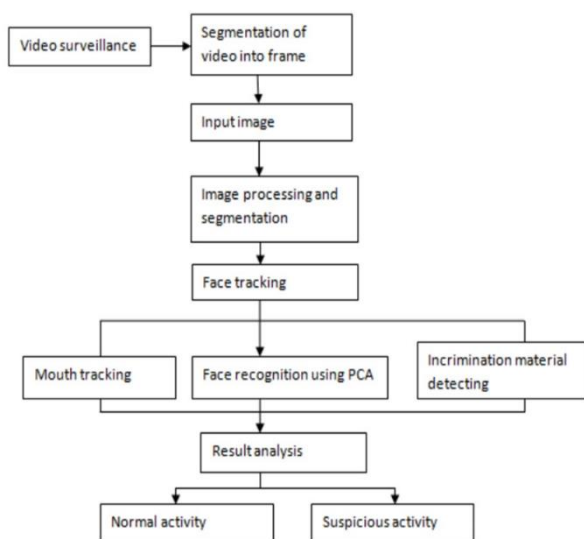 Video surveillance
Segmentation of
video into frame
Input image
Image processing and
segmentation
Face tracking
Mouth tracking
Face recognition using PCA
Incrimination material
detecting
Result analysis
Normal activity
Suspicious activity